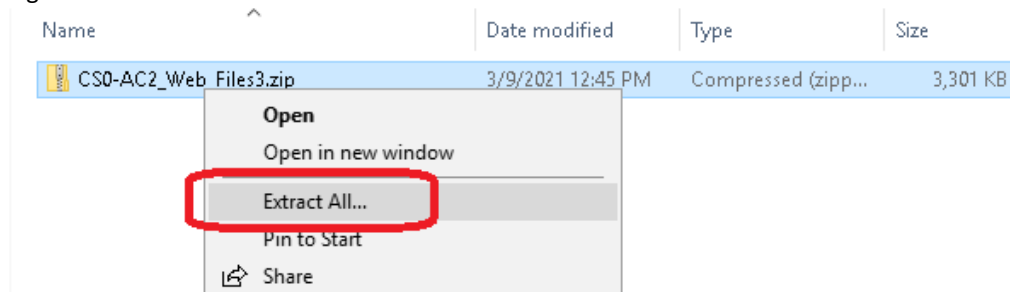 Name Date modified Type Size
CS0-AC2_Web_Files3.zip 3/9/2021 12:45 PM Compressed (zipp... 3,301 KB
Open
Open in new window
Extract All...
Pin to Start
Share